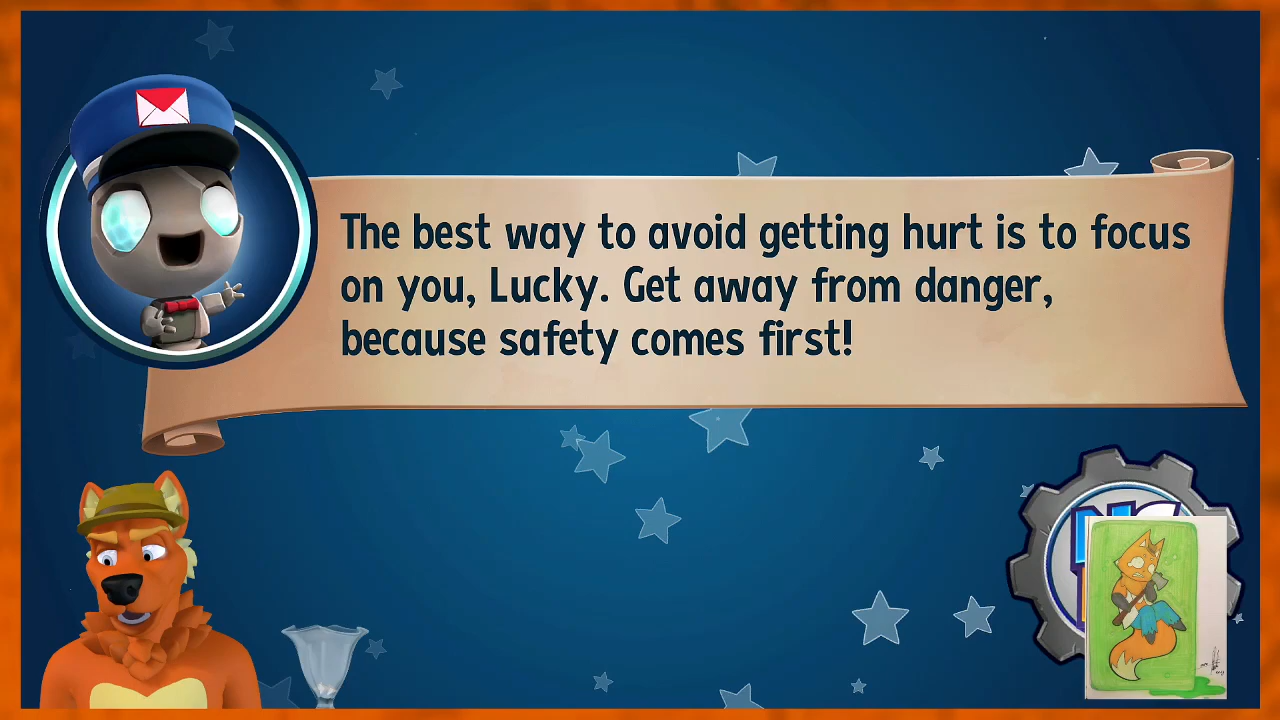 The best way to avoid getting hurt is to focus
on you, Lucky. Get away from danger,
because safety comes first!